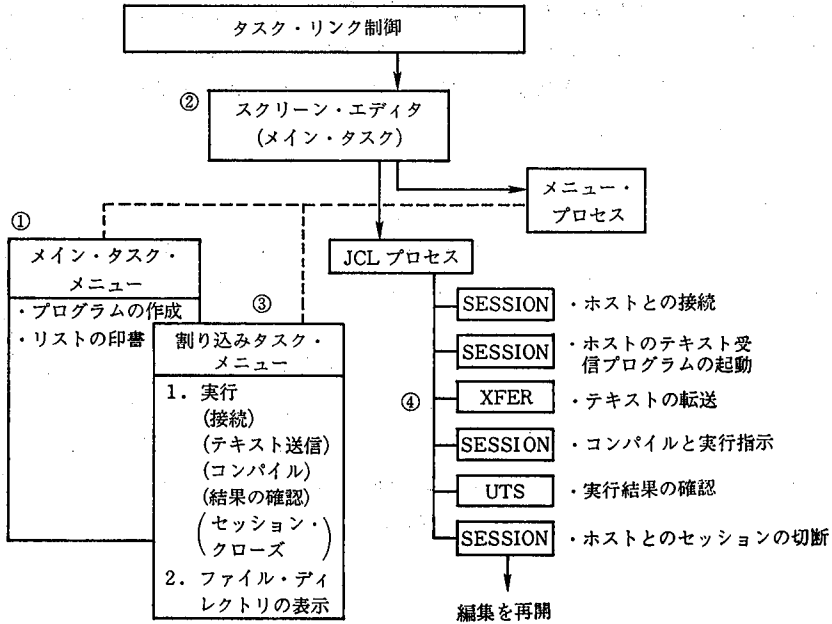 タスク・リンク制御
②
スクリーン・エディタ
(メイン・タスク)
メニュー・
プロセス
①
メイン・タスク・
メニュー
・プログラムの作成
・リストの印書
③
割り込みタスク・
メニュー
1. 実行
(接続)
(テキスト送信)
(コンパイル)
(結果の確認)
(セッション・
クローズ)
2. ファイル・ディ
レクトリの表示
JCL プロセス
④
SESSION ・ホストとの接続
SESSION ・ホストのテキスト受
信プログラムの起動
XFER ・テキストの転送
SESSION ・コンパイルと実行指示
UTS ・実行結果の確認
SESSION ・ホストとのセッションの切断
編集を再開